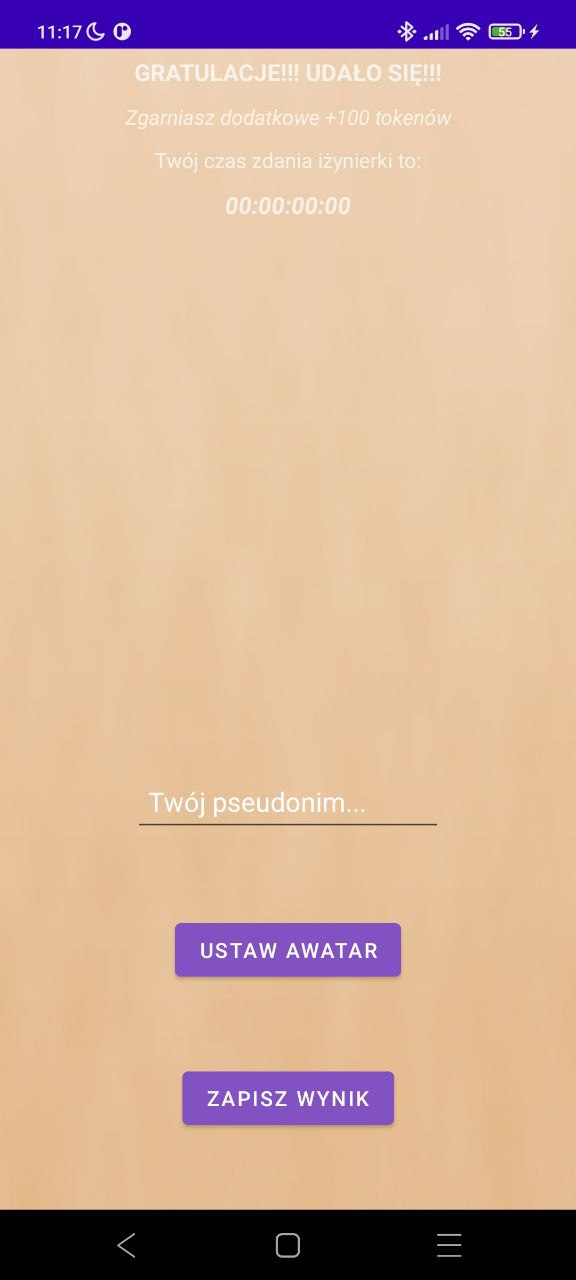 11:17
55
GRATULACJE!!! UDAŁO SIĘ!!!
Zgarniasz dodatkowe +100 tokenów
Twój czas zdania iżynierki to:
00:00:00:00
Twój pseudonim...
USTAW AWATAR
ZAPISZ WYNIK